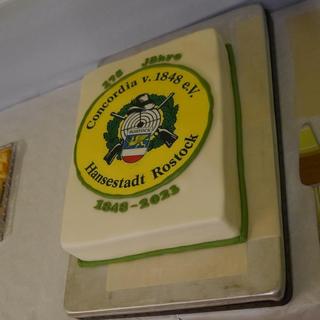 175 Jahre
Concordia v. 1848 e.V.
ROSTOCK
Hansestadt Rostock
1848-2023